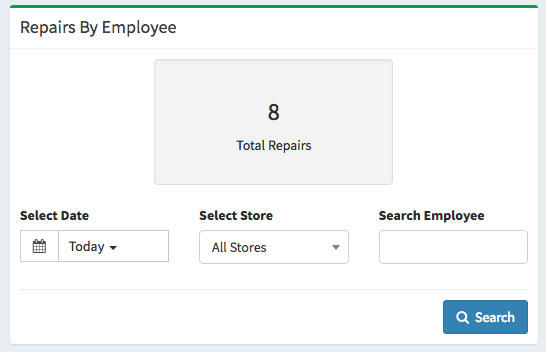 Repairs By Employee
8
Total Repairs
Select Date
Select Store
Search Employee
Today
All Stores
Search